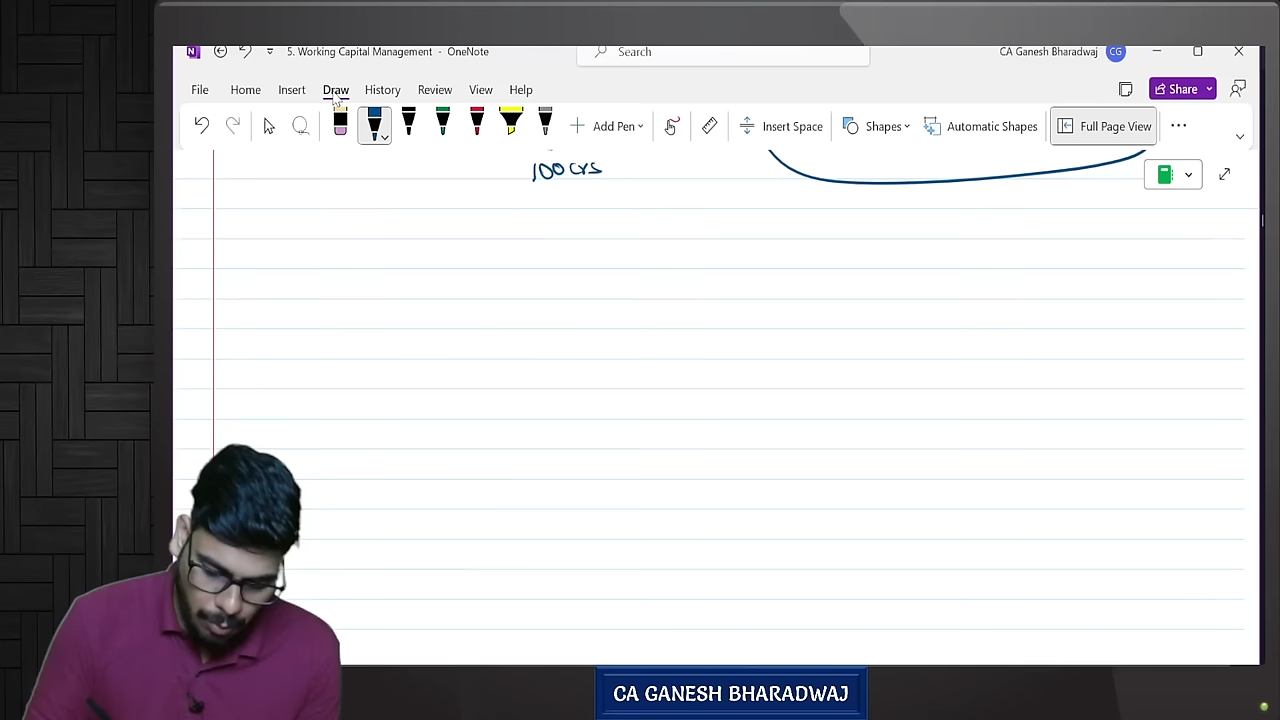 5. Working Capital Management - OneNote
Search
CA Ganesh Bharadwaj
CG
File Home Insert Draw History Review View Help
Share
Add Pen
Insert Space
Shapes
Automatic Shapes
Full Page View
100 crs
CA GANESH BHARADWAJ